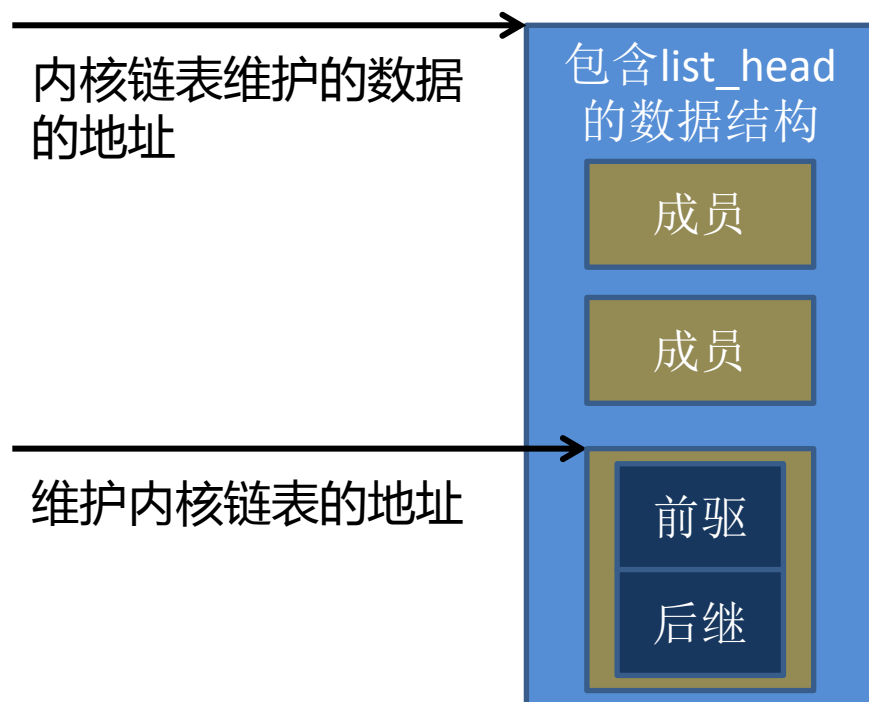 内核链表维护的数据
的地址
包含list_head
的数据结构
成员
成员
维护内核链表的地址
前驱
后继